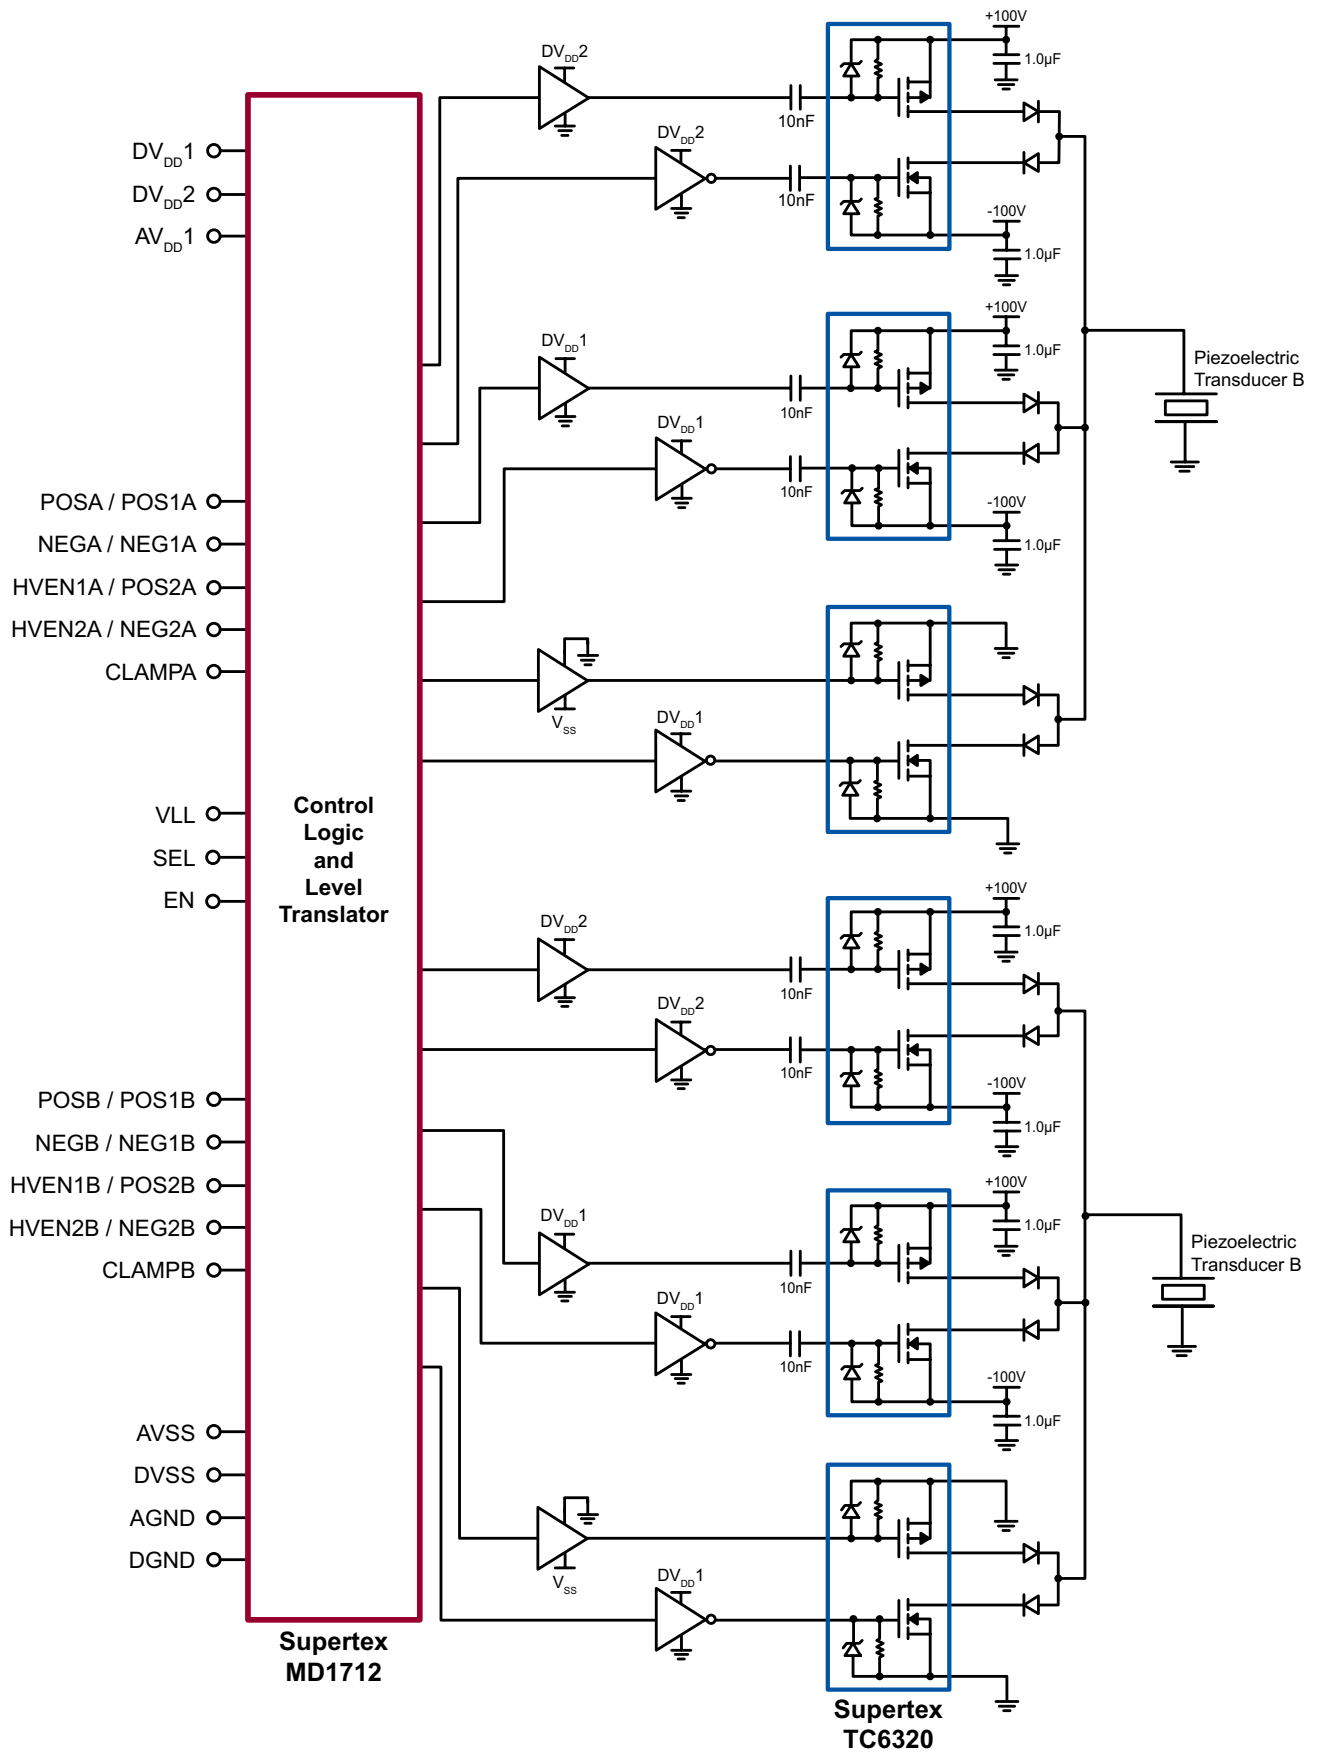 DVDD1
DVDD2
AVDD1
POSA / POS1A
NEGA / NEG1A
HVEN1A / POS2A
HVEN2A / NEG2A
CLAMPA
VLL
SEL
EN
POSB / POS1B
NEGB / NEG1B
HVEN1B / POS2B
HVEN2B / NEG2B
CLAMPB
AVSS
DVSS
AGND
DGND
Control
Logic
and
Level
Translator
Supertex
MD1712
DVDD2
10nF
+100V
1.0µF
DVDD2
10nF
-100V
1.0µF
DVDD1
10nF
+100V
1.0µF
DVDD1
10nF
-100V
1.0µF
Piezoelectric
Transducer B
VSS
DVDD1
DVDD2
10nF
+100V
1.0µF
DVDD2
10nF
-100V
1.0µF
DVDD1
10nF
+100V
1.0µF
DVDD1
10nF
-100V
1.0µF
Piezoelectric
Transducer B
VSS
DVDD1
Supertex
TC6320